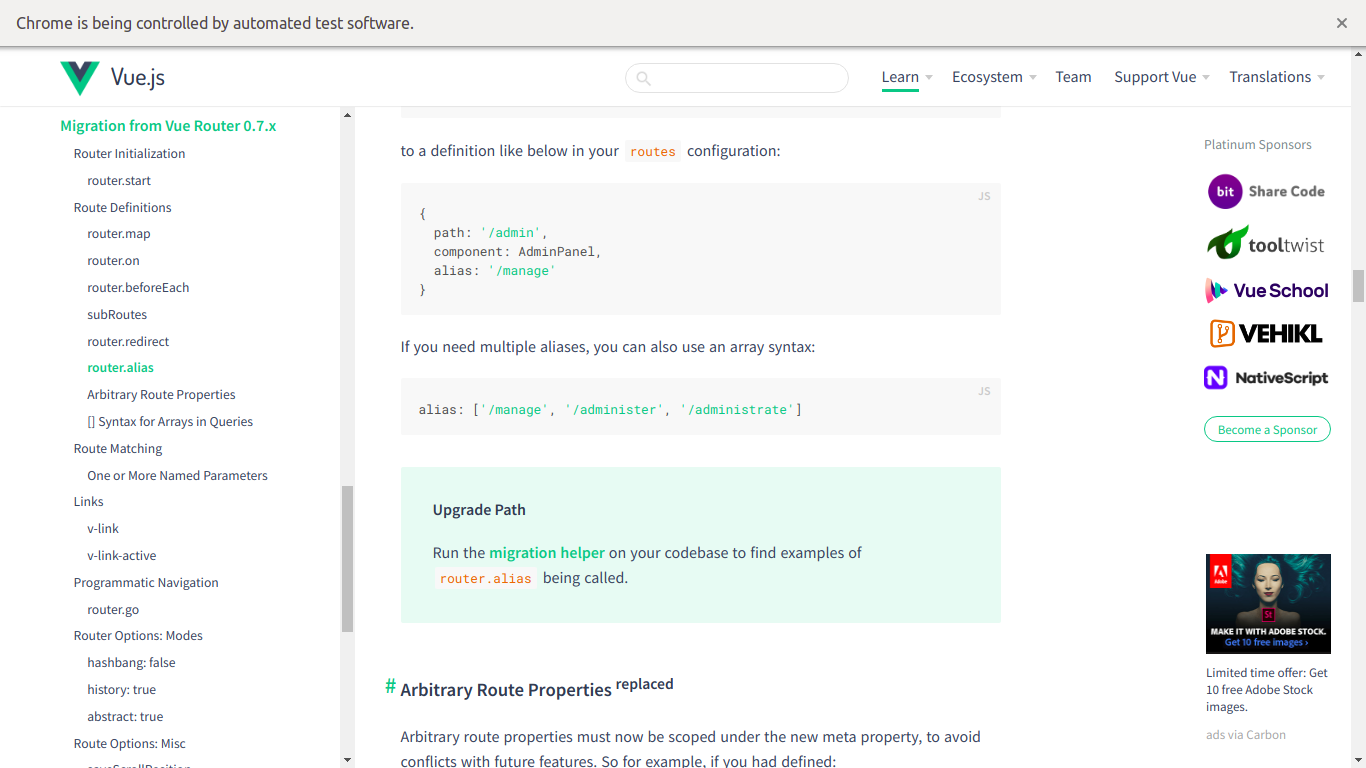 Chrome is being controlled by automated test software.
Vue.js
Learn
Ecosystem
Team
Support Vue
Translations
Migration from Vue Router 0.7.x
Router Initialization
router.start
Route Definitions
router.map
router.on
router.beforeEach
subRoutes
router.redirect
router.alias
Arbitrary Route Properties
[] Syntax for Arrays in Queries
Route Matching
One or More Named Parameters
Links
v-link
v-link-active
Programmatic Navigation
router.go
Router Options: Modes
hashbang: false
history: true
abstract: true
Route Options: Misc
to a definition like below in your routes configuration:
JS
{
path: '/admin',
component: AdminPanel,
alias: '/manage'
}
If you need multiple aliases, you can also use an array syntax:
JS
alias: ['/manage', '/administer', '/administrate']
Upgrade Path
Run the migration helper on your codebase to find examples of
router.alias being called.
# Arbitrary Route Properties replaced
Arbitrary route properties must now be scoped under the new meta property, to avoid
conflicts with future features. So for example, if you had defined:
Platinum Sponsors
bit Share Code
tooltwist
Vue School
VEHIKL
N NativeScript
Become a Sponsor
Adobe
St
MAKE IT WITH ADOBE STOCK.
Get 10 free images ›
Limited time offer: Get
10 free Adobe Stock
images.
ads via Carbon